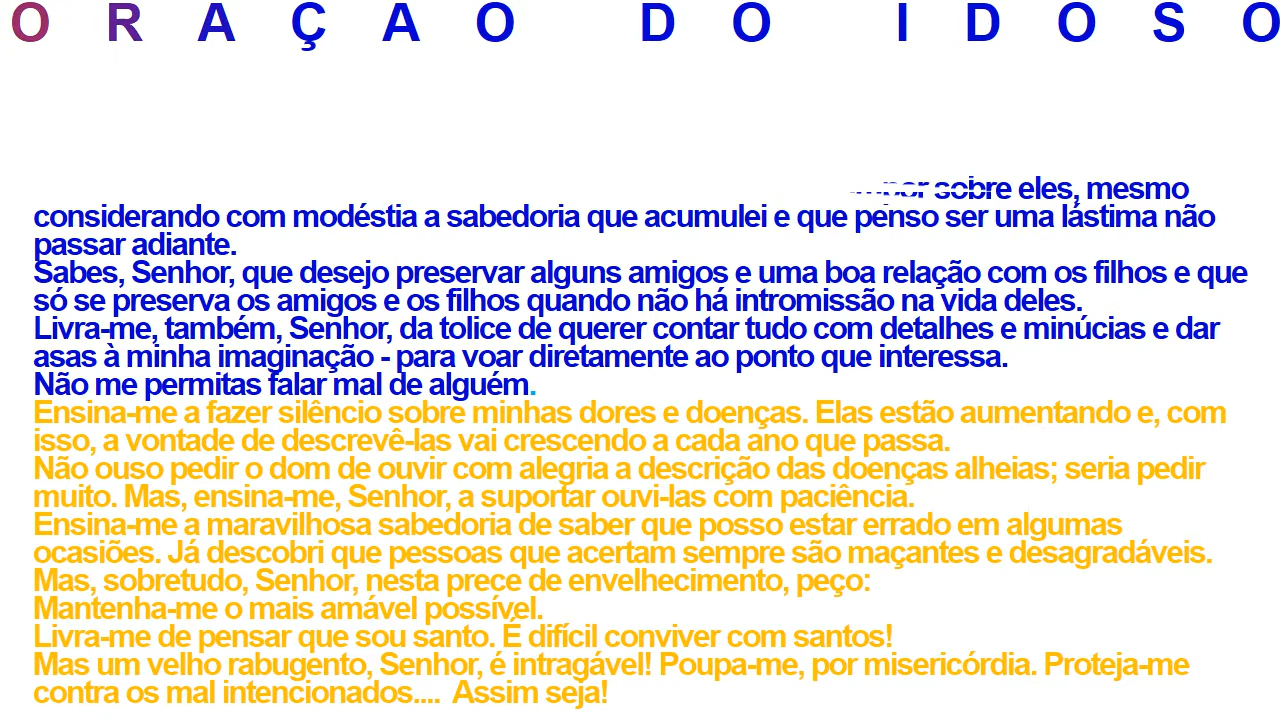 ORAÇAO DO IDOSO
sobre eles, mesmo
considerando com modéstia a sabedoria que acumulei e que penso ser uma lástima não
passar adiante.
Sabes, Senhor, que desejo preservar alguns amigos e uma boa relação com os filhos e que
só se preserva os amigos e os filhos quando não há intromissão na vida deles.
Livra-me, também, Senhor, da tolice de querer contar tudo com detalhes e minúcias e dar
asas à minha imaginação - para voar diretamente ao ponto que interessa.
Não me permitas falar mal de alguém.
Ensina-me a fazer silêncio sobre minhas dores e doenças. Elas estão aumentando e, com
isso, a vontade de descrevê-las vai crescendo a cada ano que passa.
Não ouso pedir o dom de ouvir com alegria a descrição das doenças alheias; seria pedir
muito. Mas, ensina-me, Senhor, a suportar ouvi-las com paciência.
Ensina-me a maravilhosa sabedoria de saber que posso estar errado em algumas
ocasiões. Já descobri que pessoas que acertam sempre são maçantes e desagradáveis.
Mas, sobretudo, Senhor, nesta prece de envelhecimento, peço:
Mantenha-me o mais amável possível.
Livra-me de pensar que sou santo. É difícil conviver com santos!
Mas um velho rabugento, Senhor, é intragável! Poupa-me, por misericórdia. Proteja-me
contra os mal intencionados.... Assim seja!